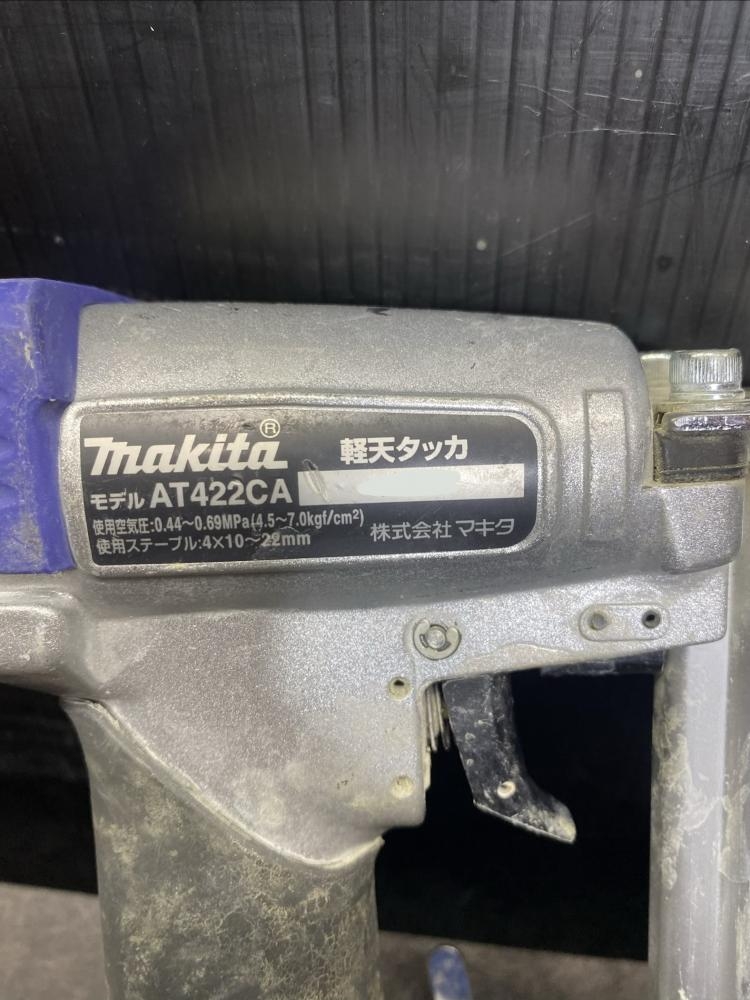 makita®
軽天タッカ
モデル AT422CA
使用空気圧:0.44〜0.69MPa(4.5〜7.0kgf/cm²)
使用ステープル:4×10〜22mm
株式会社 マキタ